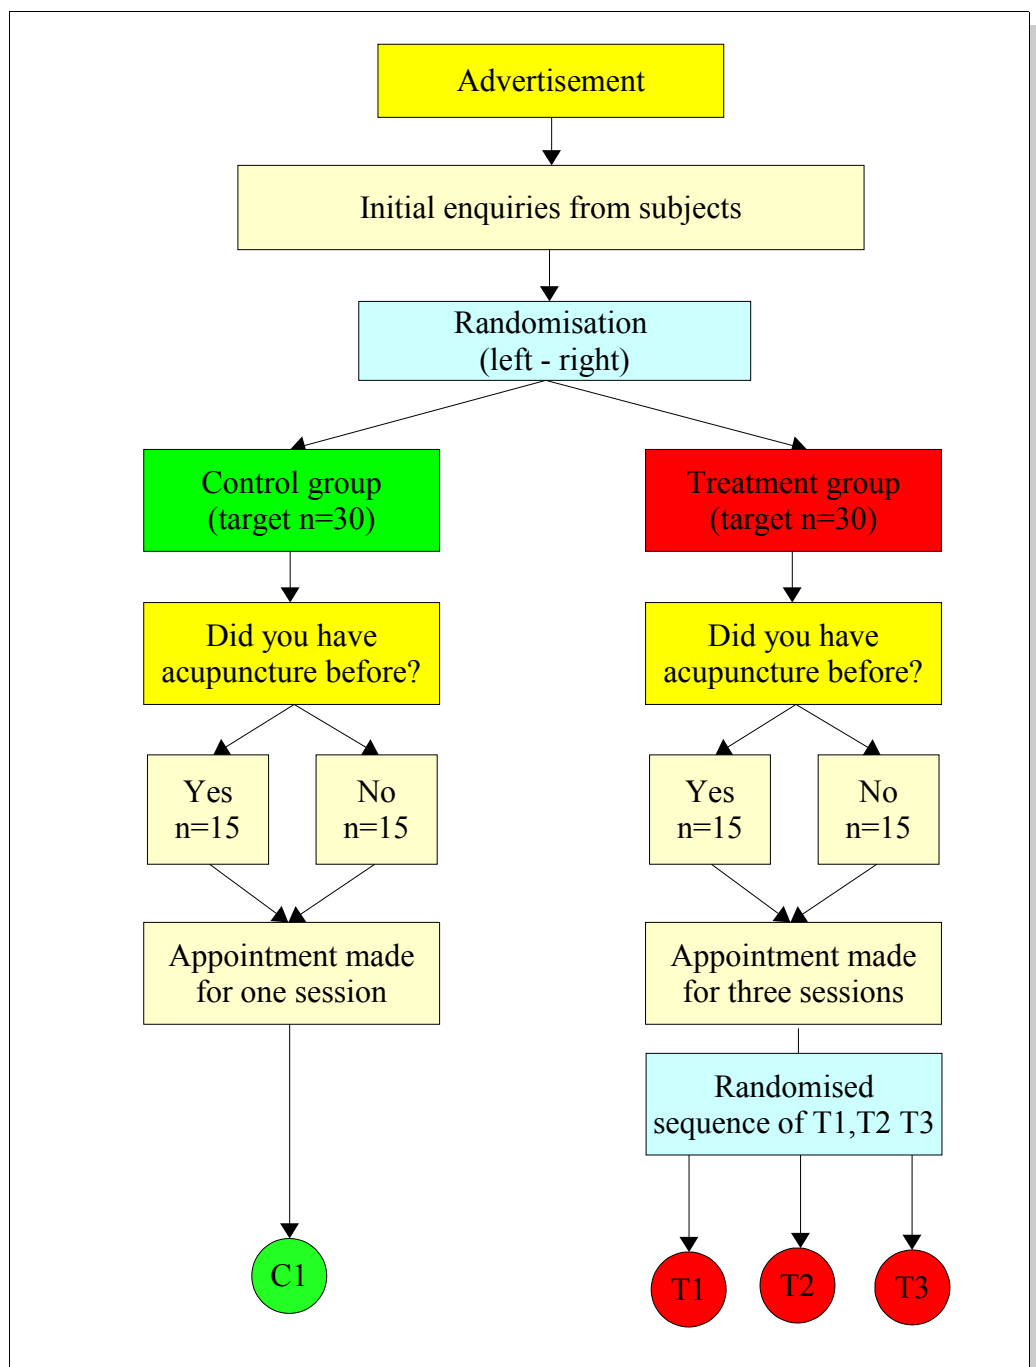 Advertisement
Initial enquiries from subjects
Randomisation
(left - right)
Control group
(target n=30)
Treatment group
(target n=30)
Did you have
acupuncture before?
Did you have
acupuncture before?
Yes
n=15
No
n=15
Yes
n=15
No
n=15
Appointment made
for one session
Appointment made
for three sessions
Randomised
sequence of T1,T2 T3
C1
T1
T2
T3